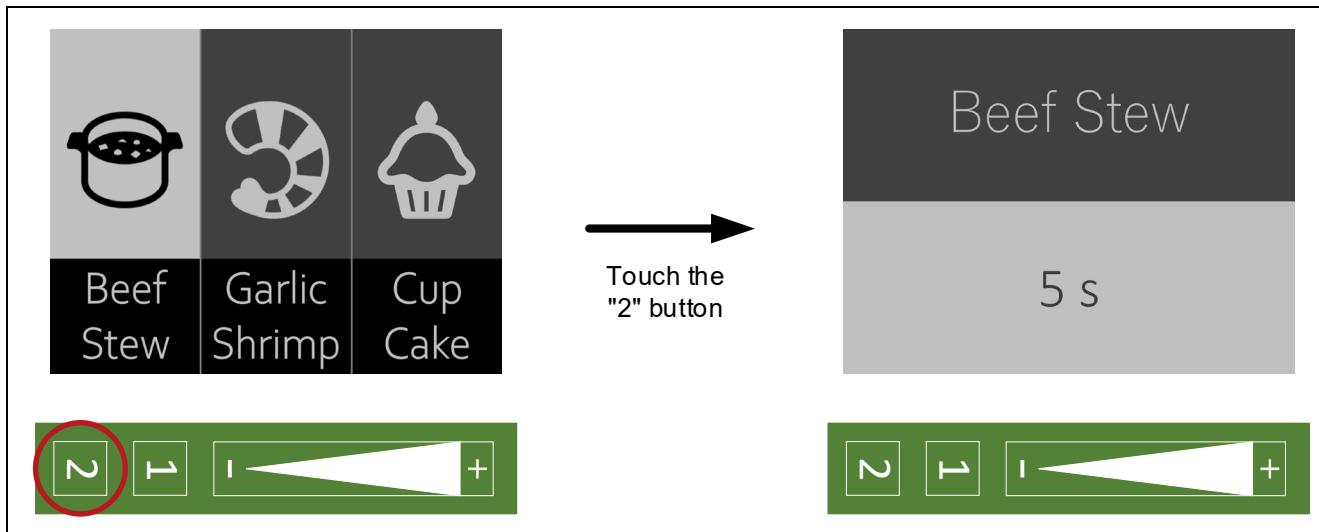 Beef
Stew
Garlic
Shrimp
Cup
Cake
Touch the
"2" button
Beef Stew
5 s
2
1
-
+
2
1
-
+